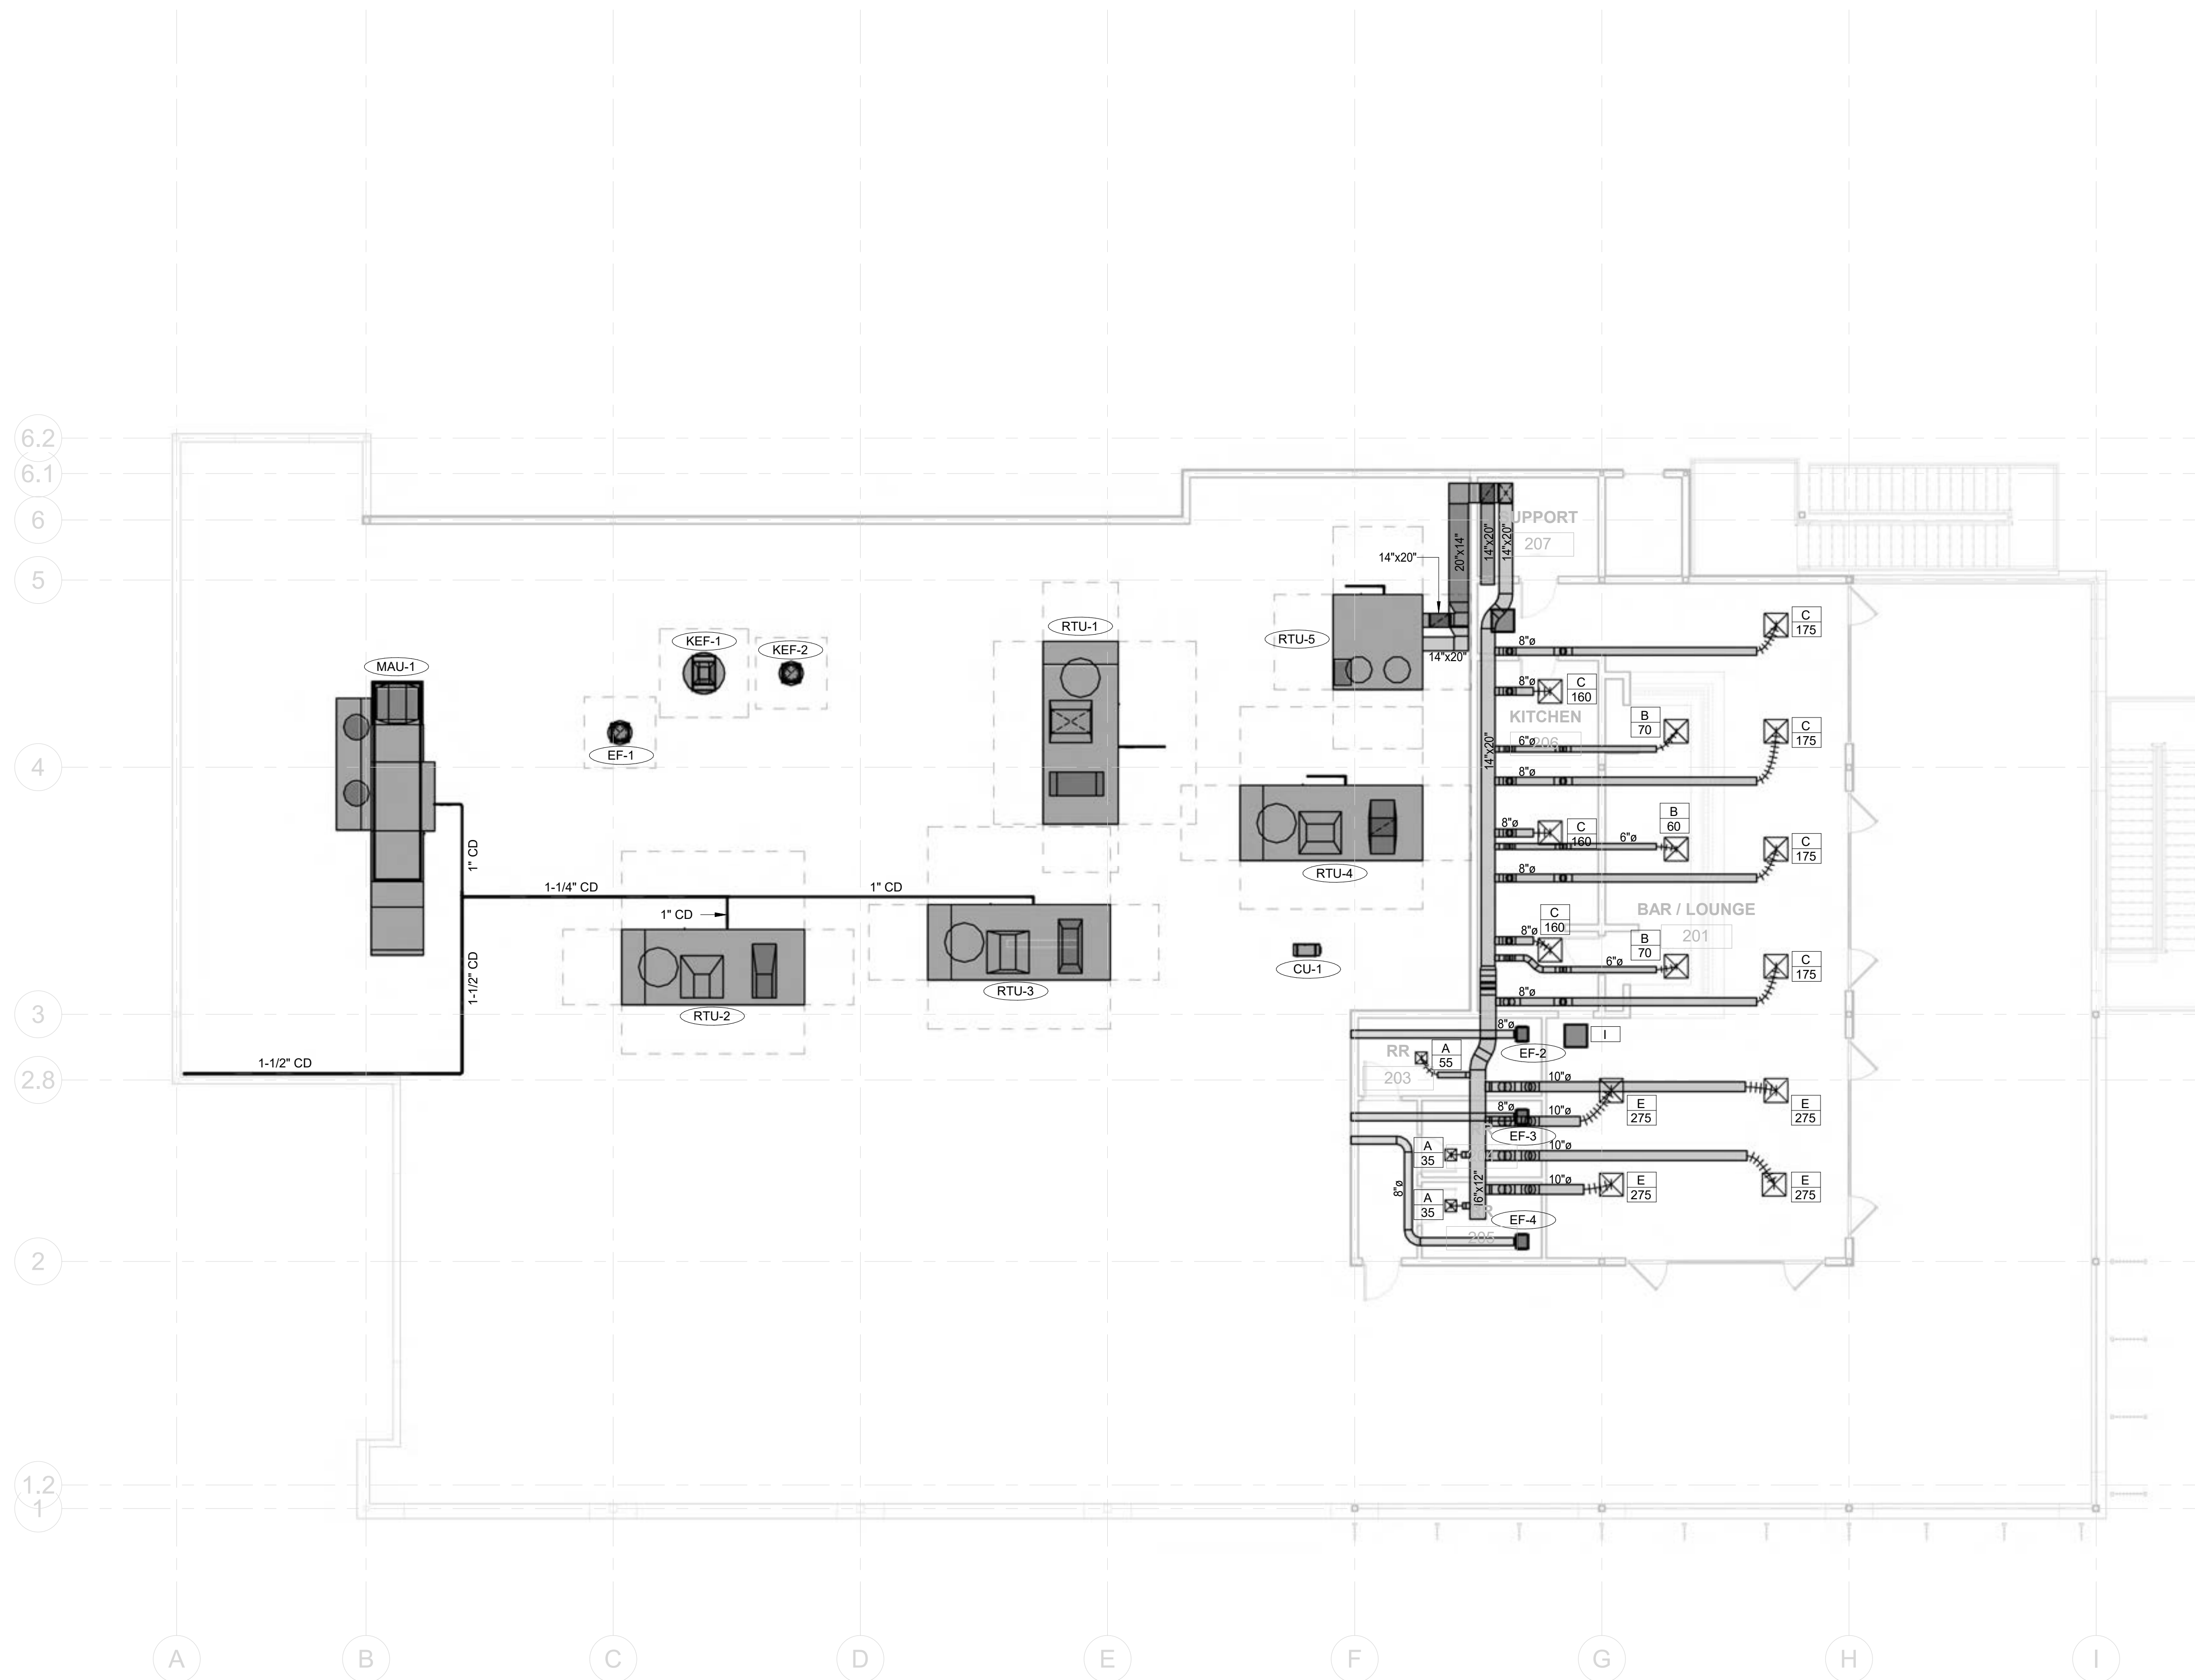 6.2
6.1
6
5
4
3
2.8
2
1.2
1
A
B
C
D
E
F
G
H
I
MAU-1
KEF-1
KEF-2
EF-1
RTU-1
RTU-5
RTU-4
RTU-2
RTU-3
CU-1
1" CD
1-1/4" CD
1" CD
1" CD
1-1/2" CD
1-1/2" CD
14"x20"
20"x14"
14"x20"
14"x20"
14"x20"
14"x20"
SUPPORT
207
8"ø
C
175
8"ø
C
160
KITCHEN
206
6"ø
B
70
C
175
8"ø
8"ø
C
160
6"ø
B
60
8"ø
C
175
BAR / LOUNGE
201
8"ø
C
160
6"ø
B
70
8"ø
C
175
8"ø
EF-2
I
RR
203
A
55
10"ø
E
275
8"ø
10"ø
E
275
EF-3
10"ø
A
35
E
275
10"ø
E
275
A
35
16"x12"
8"ø
EF-4
205